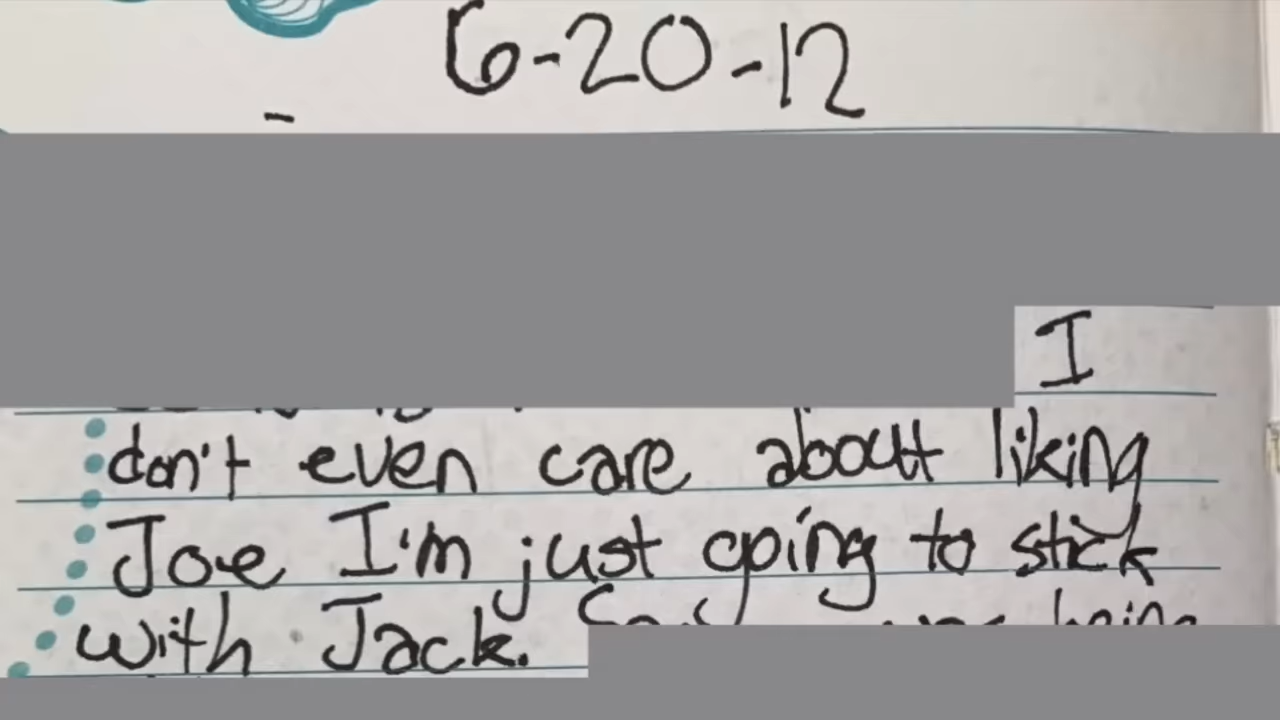 6-20-12
I
don't even care about liking
Joe I'm just going to stick
with Jack.